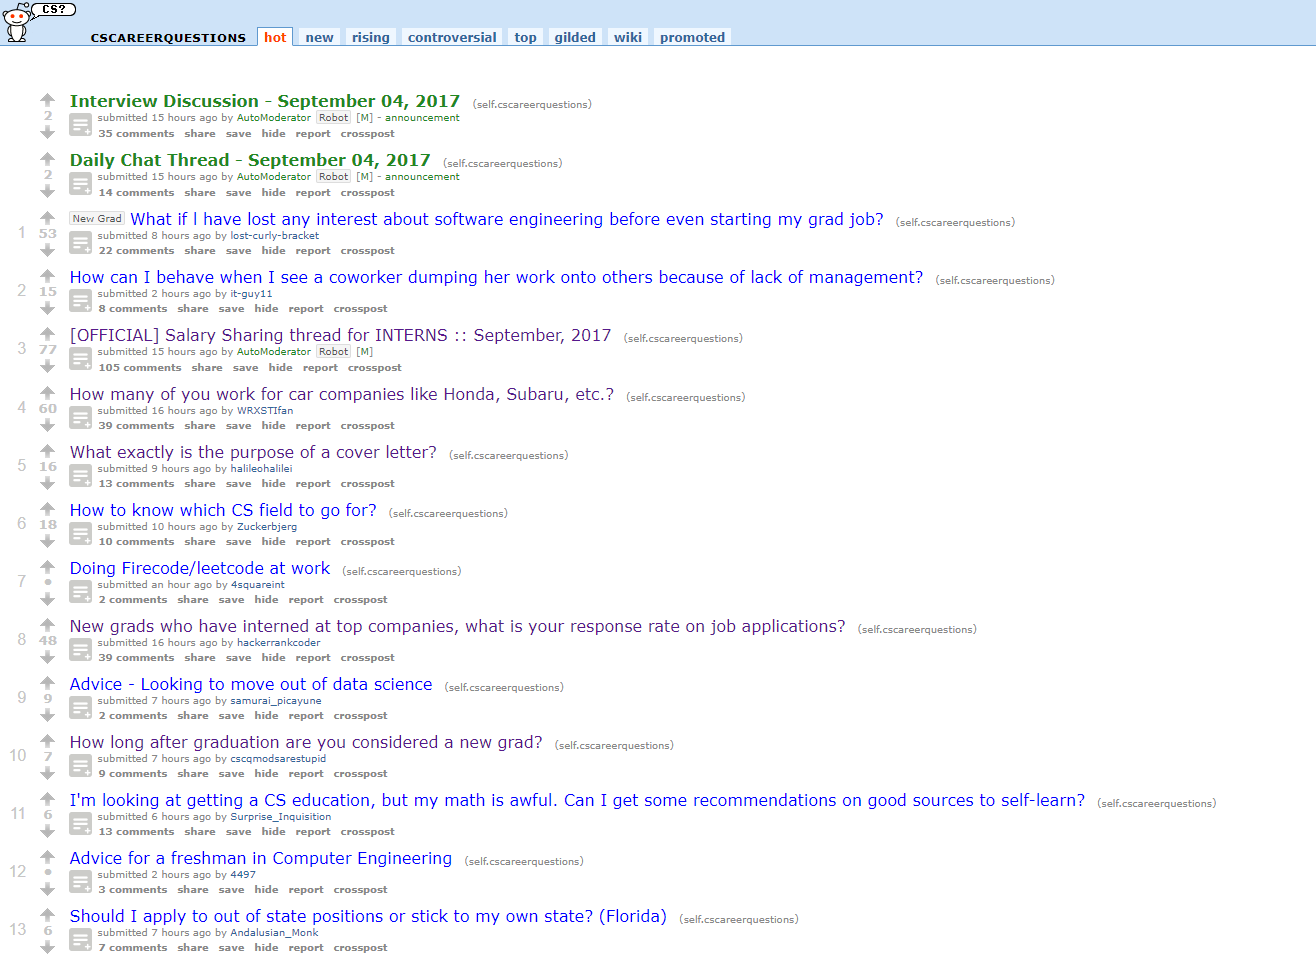 CS?
CSCAREERQUESTIONS hot new rising controversial top gilded wiki promoted
Interview Discussion - September 04, 2017 (self.cscareerquestions)
2
submitted 15 hours ago by AutoModerator Robot [M] - announcement
35 comments share save hide report crosspost
Daily Chat Thread - September 04, 2017 (self.cscareerquestions)
2
submitted 15 hours ago by AutoModerator Robot [M] - announcement
14 comments share save hide report crosspost
New Grad What if I have lost any interest about software engineering before even starting my grad job? (self.cscareerquestions)
1 53
submitted 8 hours ago by lost-curly-bracket
22 comments share save hide report crosspost
How can I behave when I see a coworker dumping her work onto others because of lack of management? (self.cscareerquestions)
2 15
submitted 2 hours ago by it-guy11
8 comments share save hide report crosspost
[OFFICIAL] Salary Sharing thread for INTERNS :: September, 2017 (self.cscareerquestions)
3 77
submitted 15 hours ago by AutoModerator Robot [M]
105 comments share save hide report crosspost
How many of you work for car companies like Honda, Subaru, etc.? (self.cscareerquestions)
4 60
submitted 16 hours ago by WRXSTIfan
39 comments share save hide report crosspost
What exactly is the purpose of a cover letter? (self.cscareerquestions)
5 16
submitted 9 hours ago by halileohalilei
13 comments share save hide report crosspost
How to know which CS field to go for? (self.cscareerquestions)
6 18
submitted 10 hours ago by Zuckerbjerg
10 comments share save hide report crosspost
Doing Firecode/leetcode at work (self.cscareerquestions)
7 •
submitted an hour ago by 4squareint
2 comments share save hide report crosspost
New grads who have interned at top companies, what is your response rate on job applications? (self.cscareerquestions)
8 48
submitted 16 hours ago by hackerrankcoder
39 comments share save hide report crosspost
Advice - Looking to move out of data science (self.cscareerquestions)
9 9
submitted 7 hours ago by samurai_picayune
2 comments share save hide report crosspost
How long after graduation are you considered a new grad? (self.cscareerquestions)
10 7
submitted 7 hours ago by cscqmodsarestupid
9 comments share save hide report crosspost
I'm looking at getting a CS education, but my math is awful. Can I get some recommendations on good sources to self-learn? (self.cscareerquestions)
11 6
submitted 6 hours ago by Surprise_Inquisition
13 comments share save hide report crosspost
Advice for a freshman in Computer Engineering (self.cscareerquestions)
12 •
submitted 2 hours ago by 4497
3 comments share save hide report crosspost
Should I apply to out of state positions or stick to my own state? (Florida) (self.cscareerquestions)
13 6
submitted 7 hours ago by Andalusian_Monk
7 comments share save hide report crosspost